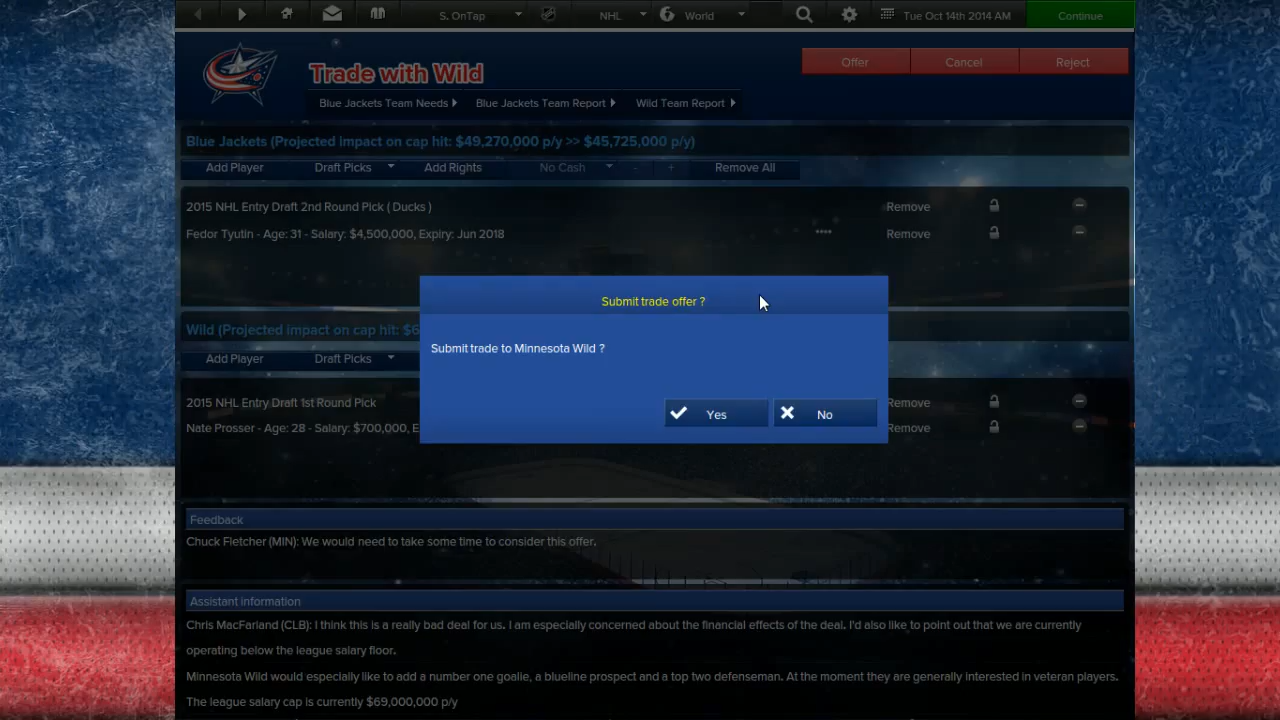 S. OnTap NHL World Tue Oct 14th 2014 AM Continue
Trade with Wild
Offer Cancel Reject
Blue Jackets Team Needs Blue Jackets Team Report Wild Team Report
Blue Jackets (Projected impact on cap hit: $49,270,000 p/y >> $45,725,000 p/y)
Add Player Draft Picks Add Rights No Cash - + Remove All
2015 NHL Entry Draft 2nd Round Pick ( Ducks ) Remove
Fedor Tyutin - Age: 31 - Salary: $4,500,000, Expiry: Jun 2018 **** Remove
Submit trade offer ?
Wild (Projected impact on cap hit: $6
Submit trade to Minnesota Wild ?
Add Player Draft Picks
2015 NHL Entry Draft 1st Round Pick Remove
Yes No
Nate Prosser - Age: 28 - Salary: $700,000, E Remove
Feedback
Chuck Fletcher (MIN): We would need to take some time to consider this offer.
Assistant information
Chris MacFarland (CLB): I think this is a really bad deal for us. I am especially concerned about the financial effects of the deal. I'd also like to point out that we are currently
operating below the league salary floor.
Minnesota Wild would especially like to add a number one goalie, a blueline prospect and a top two defenseman. At the moment they are generally interested in veteran players.
The league salary cap is currently $69,000,000 p/y